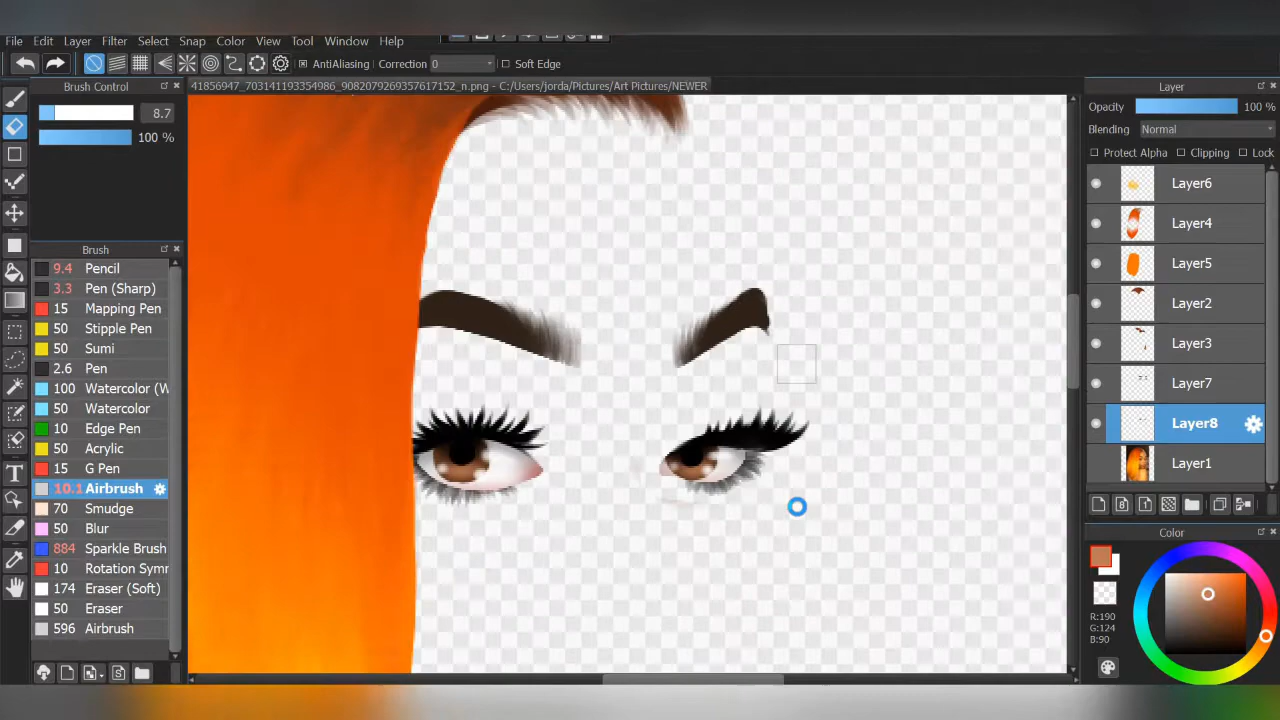 File Edit Layer Filter Select Snap Color View Tool Window Help
AntiAliasing Correction 0 Soft Edge
Brush Control
41856947_703141193354986_9082079269357617152_n.png - C:/Users/jorda/Pictures/Art Pictures/NEWER
8.7
100 %
Brush
9.4 Pencil
3.3 Pen (Sharp)
15 Mapping Pen
50 Stipple Pen
50 Sumi
2.6 Pen
100 Watercolor (W
50 Watercolor
10 Edge Pen
50 Acrylic
15 G Pen
10.1 Airbrush
70 Smudge
50 Blur
884 Sparkle Brush
10 Rotation Symm
174 Eraser (Soft)
50 Eraser
596 Airbrush
Layer
Opacity 100 %
Blending Normal
Protect Alpha Clipping Lock
Layer6
Layer4
Layer5
Layer2
Layer3
Layer7
Layer8
Layer1
Color
R:190
G:124
B:90